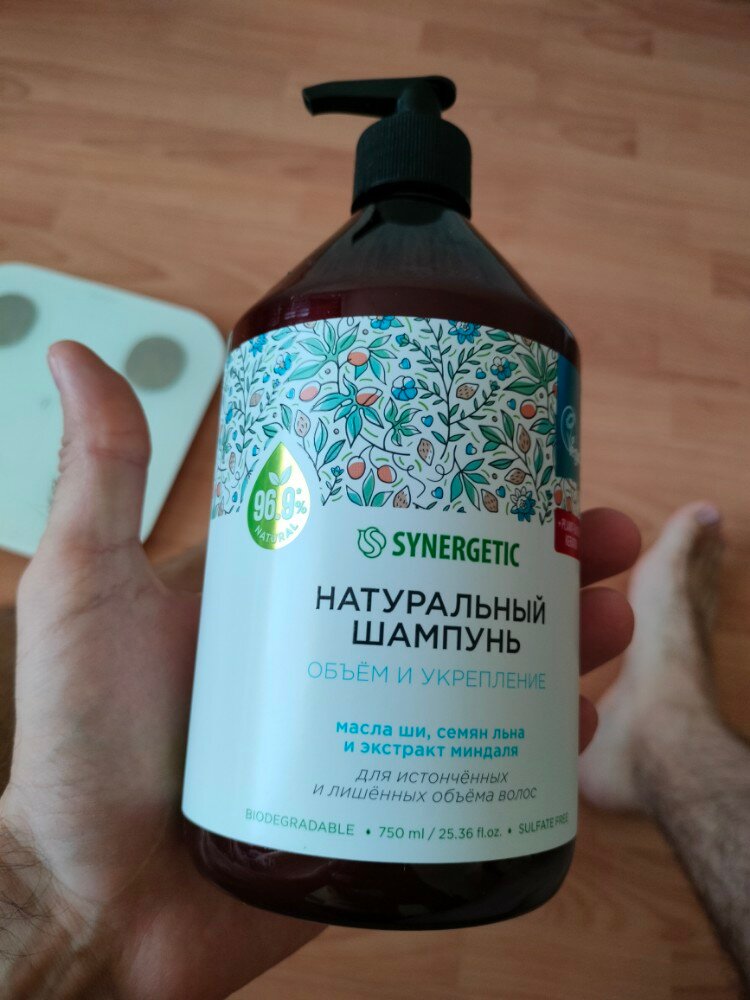 96.9%
NATURAL
SYNERGETIC
НАТУРАЛЬНЫЙ
ШАМПУНЬ
ОБЪЁМ И УКРЕПЛЕНИЕ
масла ши, семян льна
и экстракт миндаля
для истончённых
и лишённых объёма волос
BIODEGRADABLE • 750 ml / 25.36 fl.oz. • SULFATE FREE